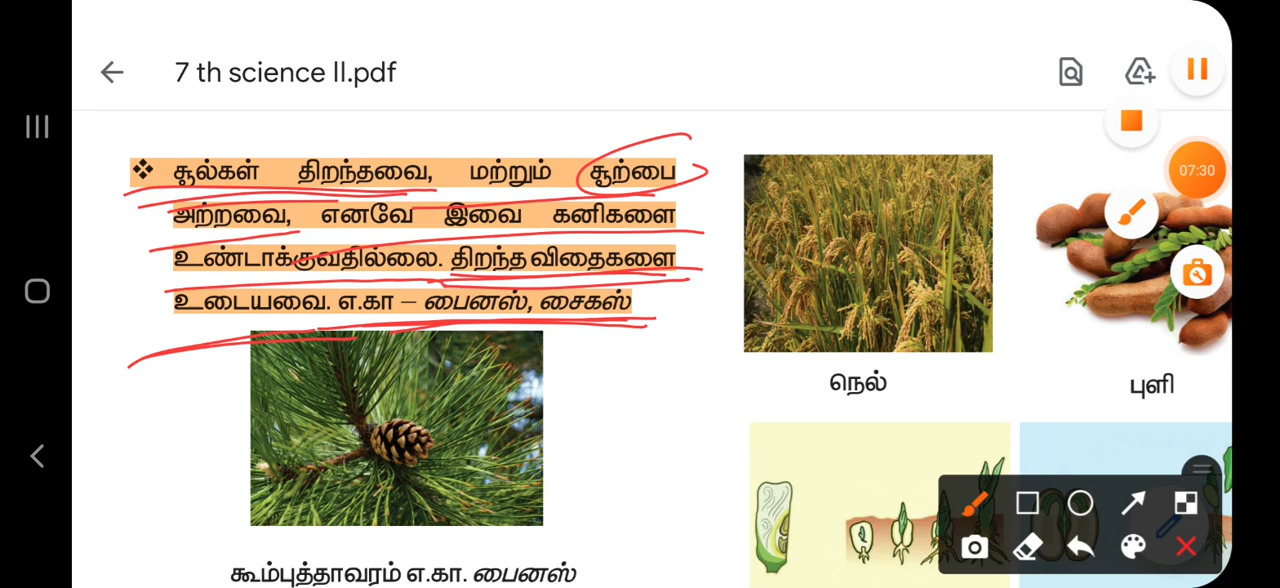 7 th science II.pdf
07:30
❖ சூல்கள் திறந்தவை, மற்றும் சூற்பை
அற்றவை, எனவே இவை கனிகளை
உண்டாக்குவதில்லை. திறந்த விதைகளை
உடையவை. எ.கா – பைனஸ், சைகஸ்
நெல்
புளி
கூம்புத்தாவரம் எ.கா. பைனஸ்